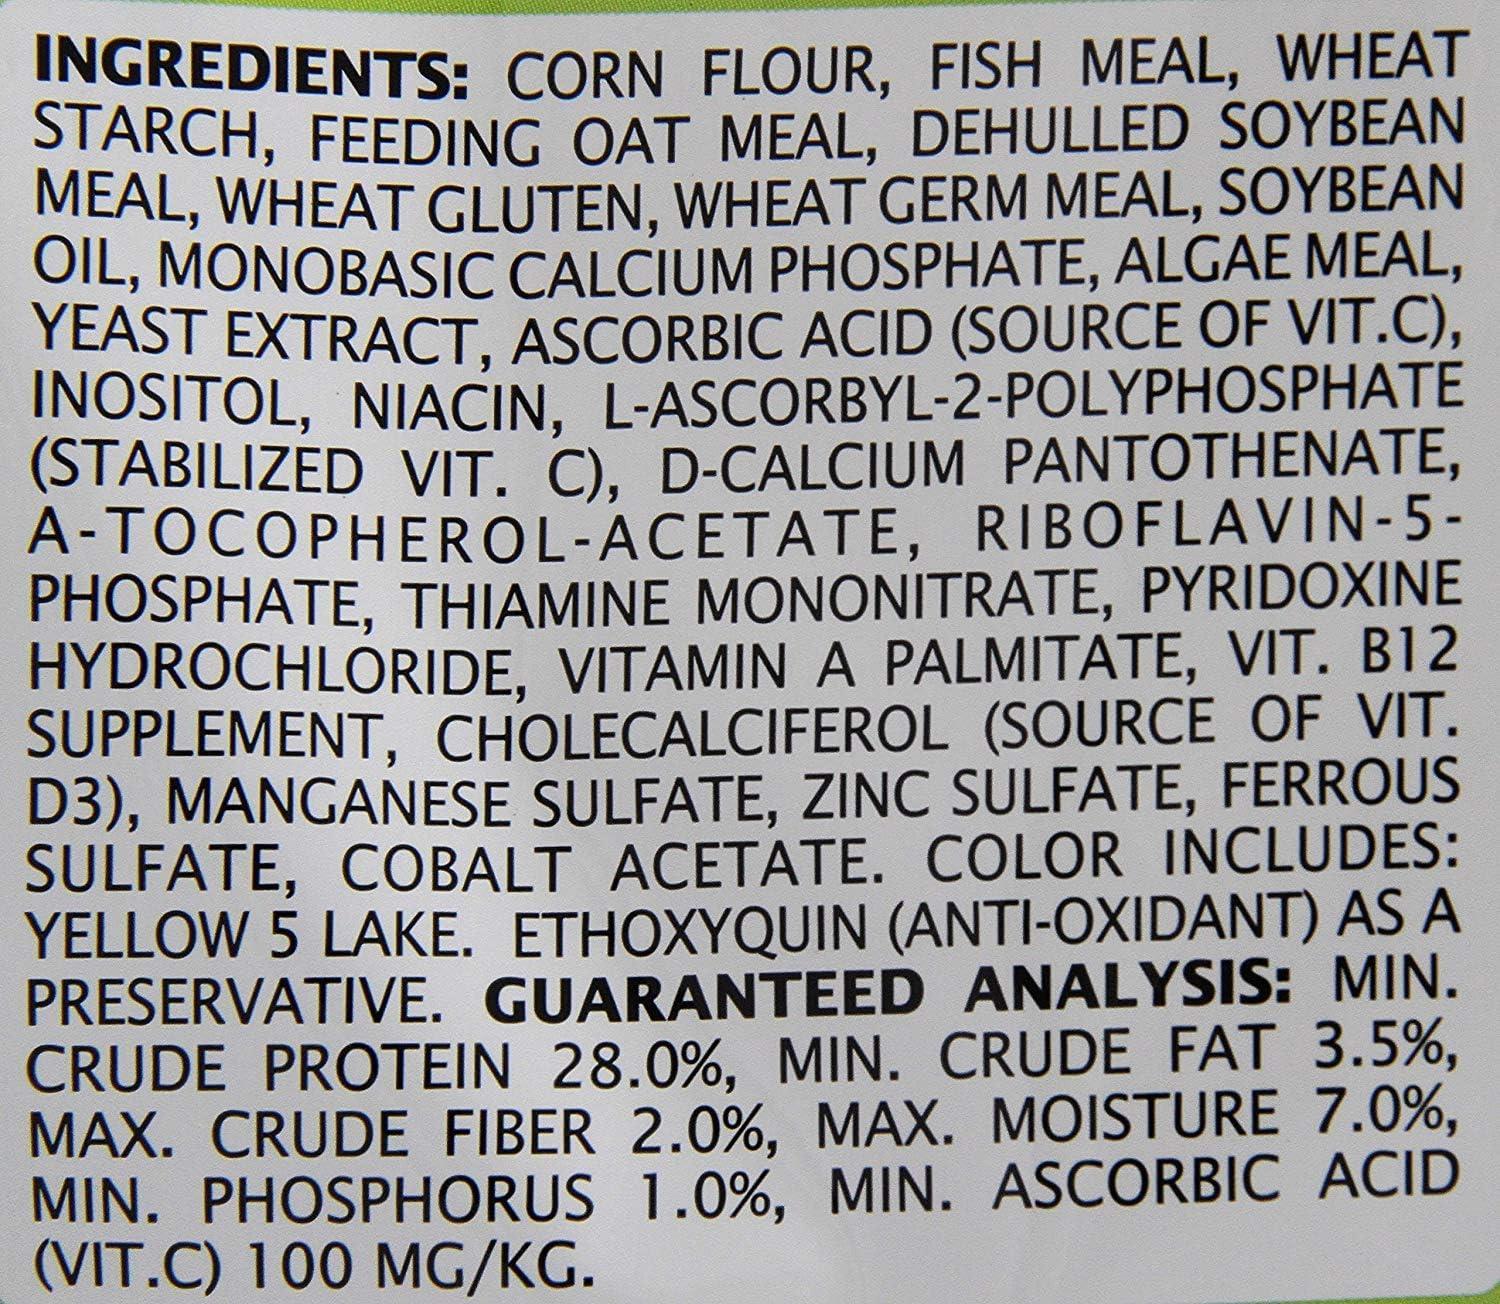 INGREDIENTS: CORN FLOUR, FISH MEAL, WHEAT
STARCH, FEEDING OAT MEAL, DEHULLED SOYBEAN
MEAL, WHEAT GLUTEN, WHEAT GERM MEAL, SOYBEAN
OIL, MONOBASIC CALCIUM PHOSPHATE, ALGAE MEAL,
YEAST EXTRACT, ASCORBIC ACID (SOURCE OF VIT.C),
INOSITOL, NIACIN, L-ASCORBYL-2-POLYPHOSPHATE
(STABILIZED VIT. C), D-CALCIUM PANTOTHENATE,
A-TOCOPHEROL-ACETATE, RIBOFLAVIN-5-
PHOSPHATE, THIAMINE MONONITRATE, PYRIDOXINE
HYDROCHLORIDE, VITAMIN A PALMITATE, VIT. B12
SUPPLEMENT, CHOLECALCIFEROL (SOURCE OF VIT.
D3), MANGANESE SULFATE, ZINC SULFATE, FERROUS
SULFATE, COBALT ACETATE. COLOR INCLUDES:
YELLOW 5 LAKE. ETHOXYQUIN (ANTI-OXIDANT) AS A
PRESERVATIVE. GUARANTEED ANALYSIS: MIN.
CRUDE PROTEIN 28.0%, MIN. CRUDE FAT 3.5%,
MAX. CRUDE FIBER 2.0%, MAX. MOISTURE 7.0%,
MIN. PHOSPHORUS 1.0%, MIN. ASCORBIC ACID
(VIT.C) 100 MG/KG.